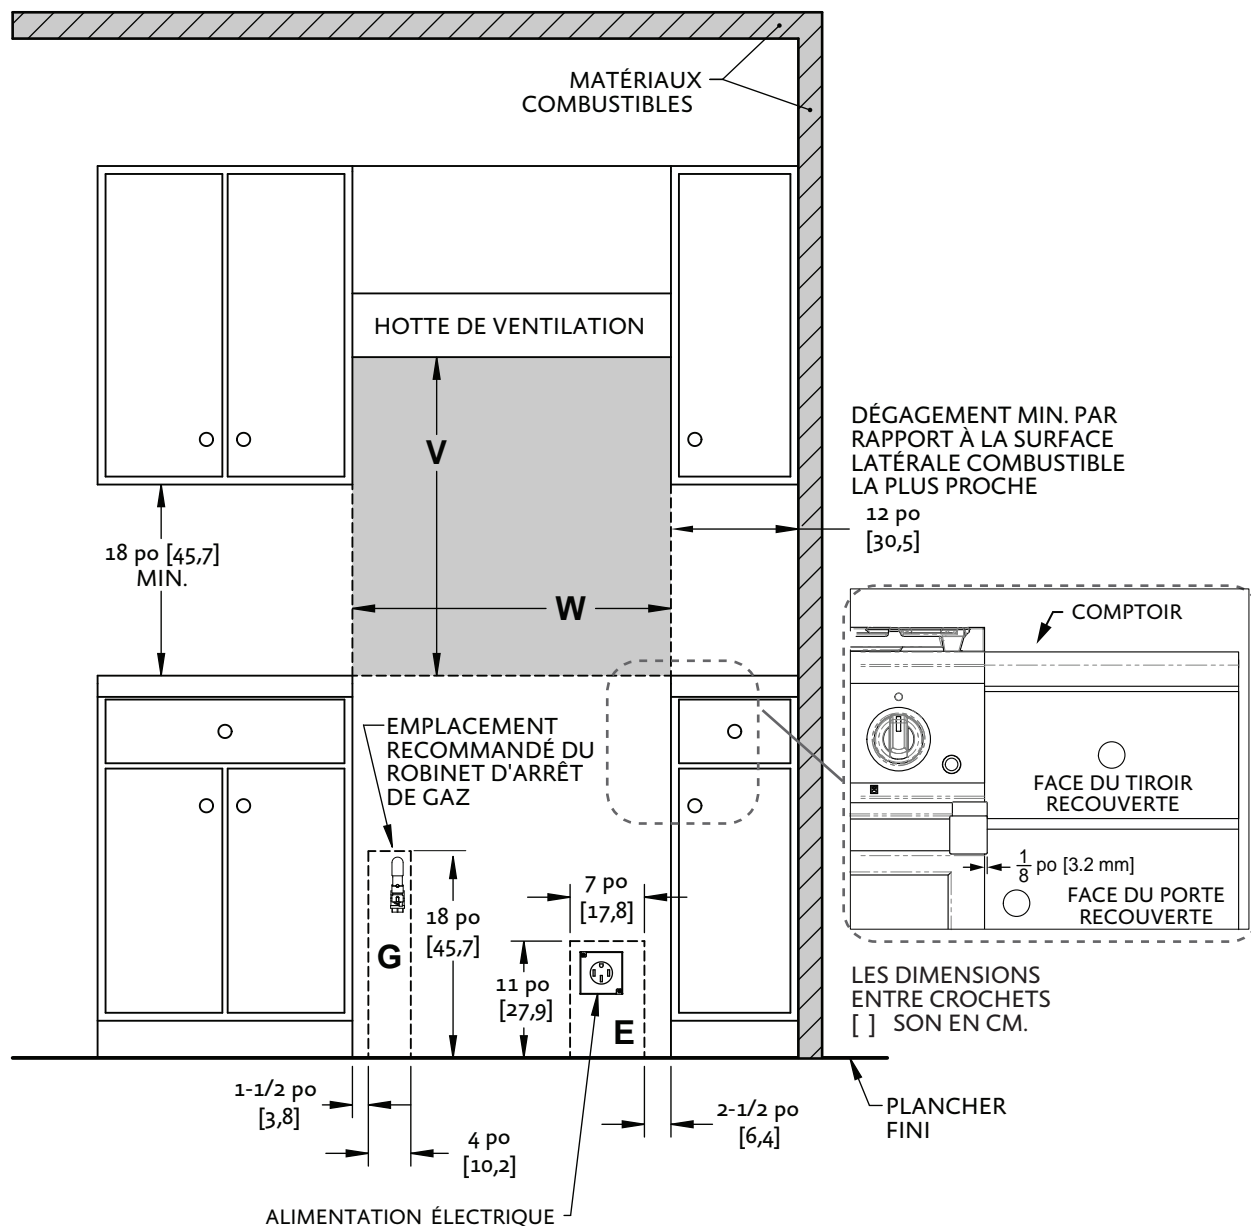 MATÉRIAUX
COMBUSTIBLES
HOTTE DE VENTILATION
V
DÉGAGEMENT MIN. PAR
RAPPORT À LA SURFACE
LATÉRALE COMBUSTIBLE
LA PLUS PROCHE
12 po
[30,5]
18 po [45,7]
MIN.
W
COMPTOIR
FACE DU TIROIR
RECOUVERTE
1/8 po [3.2 mm]
FACE DU PORTE
RECOUVERTE
EMPLACEMENT
RECOMMANDÉ DU
ROBINET D'ARRÊT
DE GAZ
7 po
[17,8]
18 po
[45,7]
G
11 po
[27,9]
E
LES DIMENSIONS
ENTRE CROCHETS
[ ] SON EN CM.
1-1/2 po
[3,8]
4 po
[10,2]
2-1/2 po
[6,4]
PLANCHER
FINI
ALIMENTATION ÉLECTRIQUE